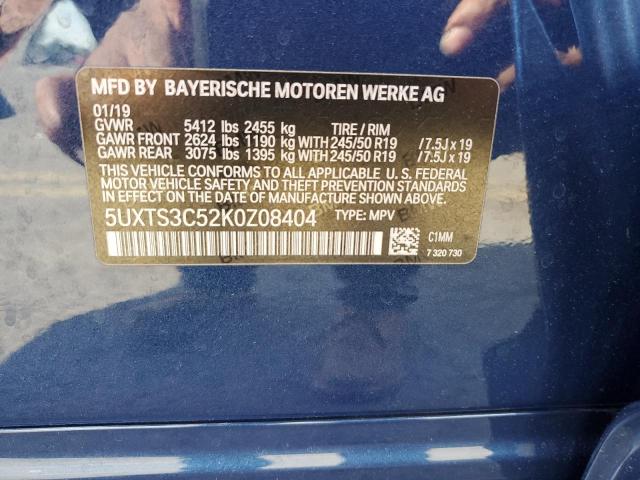 MFD BY BAYERISCHE MOTOREN WERKE AG
01/19
GVWR 5412 lbs 2455 kg TIRE / RIM
GAWR FRONT 2624 lbs 1190 kg WITH 245/50 R19 / 7.5J x 19
GAWR REAR 3075 lbs 1395 kg WITH 245/50 R19 / 7.5J x 19
THIS VEHICLE CONFORMS TO ALL APPLICABLE U. S. FEDERAL
MOTOR VEHICLE SAFETY AND THEFT PREVENTION STANDARDS
IN EFFECT ON THE DATE OF MANUFACTURE SHOWN ABOVE.
5UXTS3C52K0Z08404 TYPE: MPV
C1MM
7 320 730